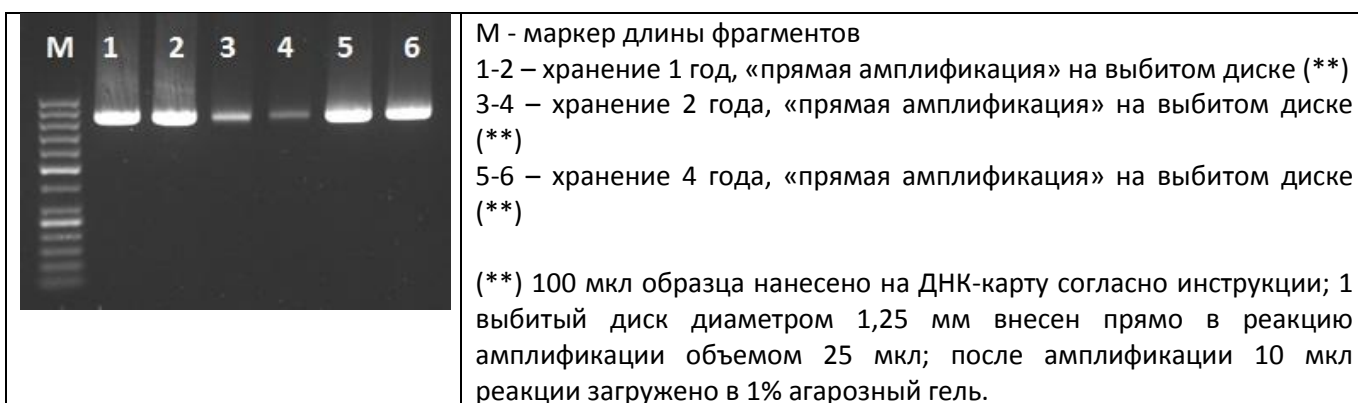 М 1 2 3 4 5 6
М - маркер длины фрагментов
1-2 – хранение 1 год, «прямая амплификация» на выбитом диске (**)
3-4 – хранение 2 года, «прямая амплификация» на выбитом диске
(**)
5-6 – хранение 4 года, «прямая амплификация» на выбитом диске
(**)
(**) 100 мкл образца нанесено на ДНК-карту согласно инструкции; 1
выбитый диск диаметром 1,25 мм внесен прямо в реакцию
амплификации объемом 25 мкл; после амплификации 10 мкл
реакции загружено в 1% агарозный гель.